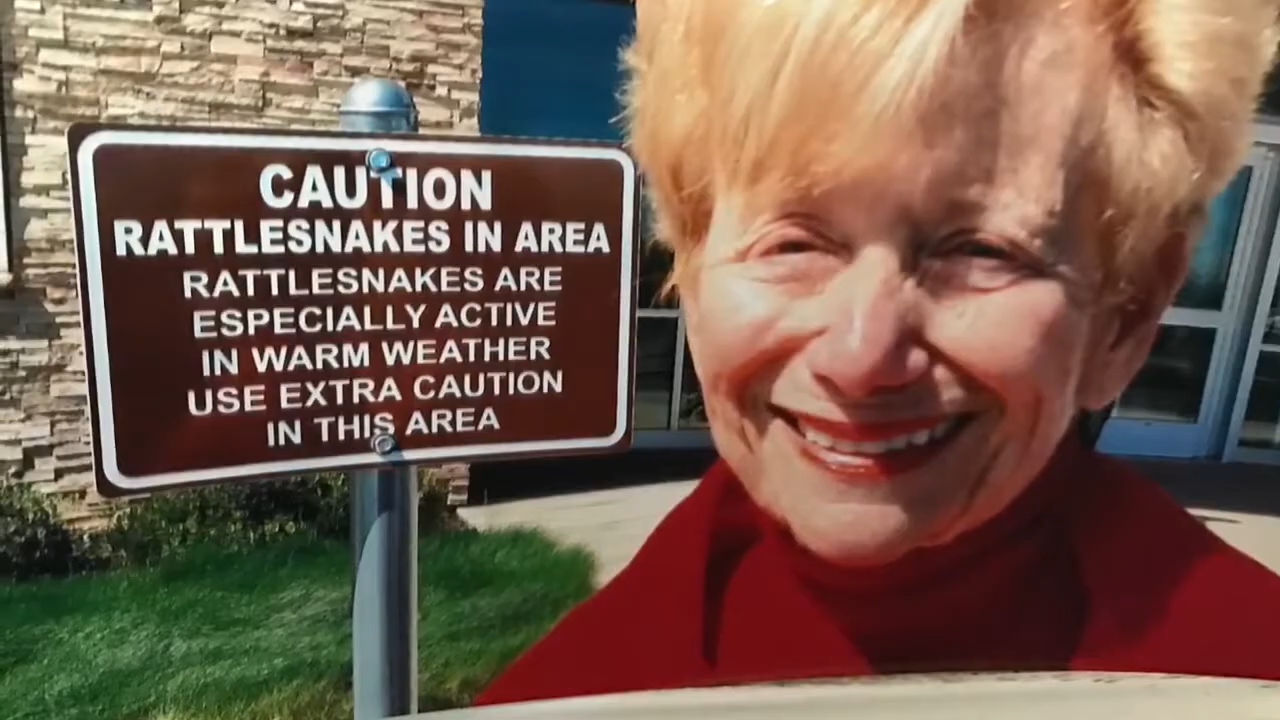 CAUTION
RATTLESNAKES IN AREA
RATTLESNAKES ARE
ESPECIALLY ACTIVE
IN WARM WEATHER
USE EXTRA CAUTION
IN THIS AREA